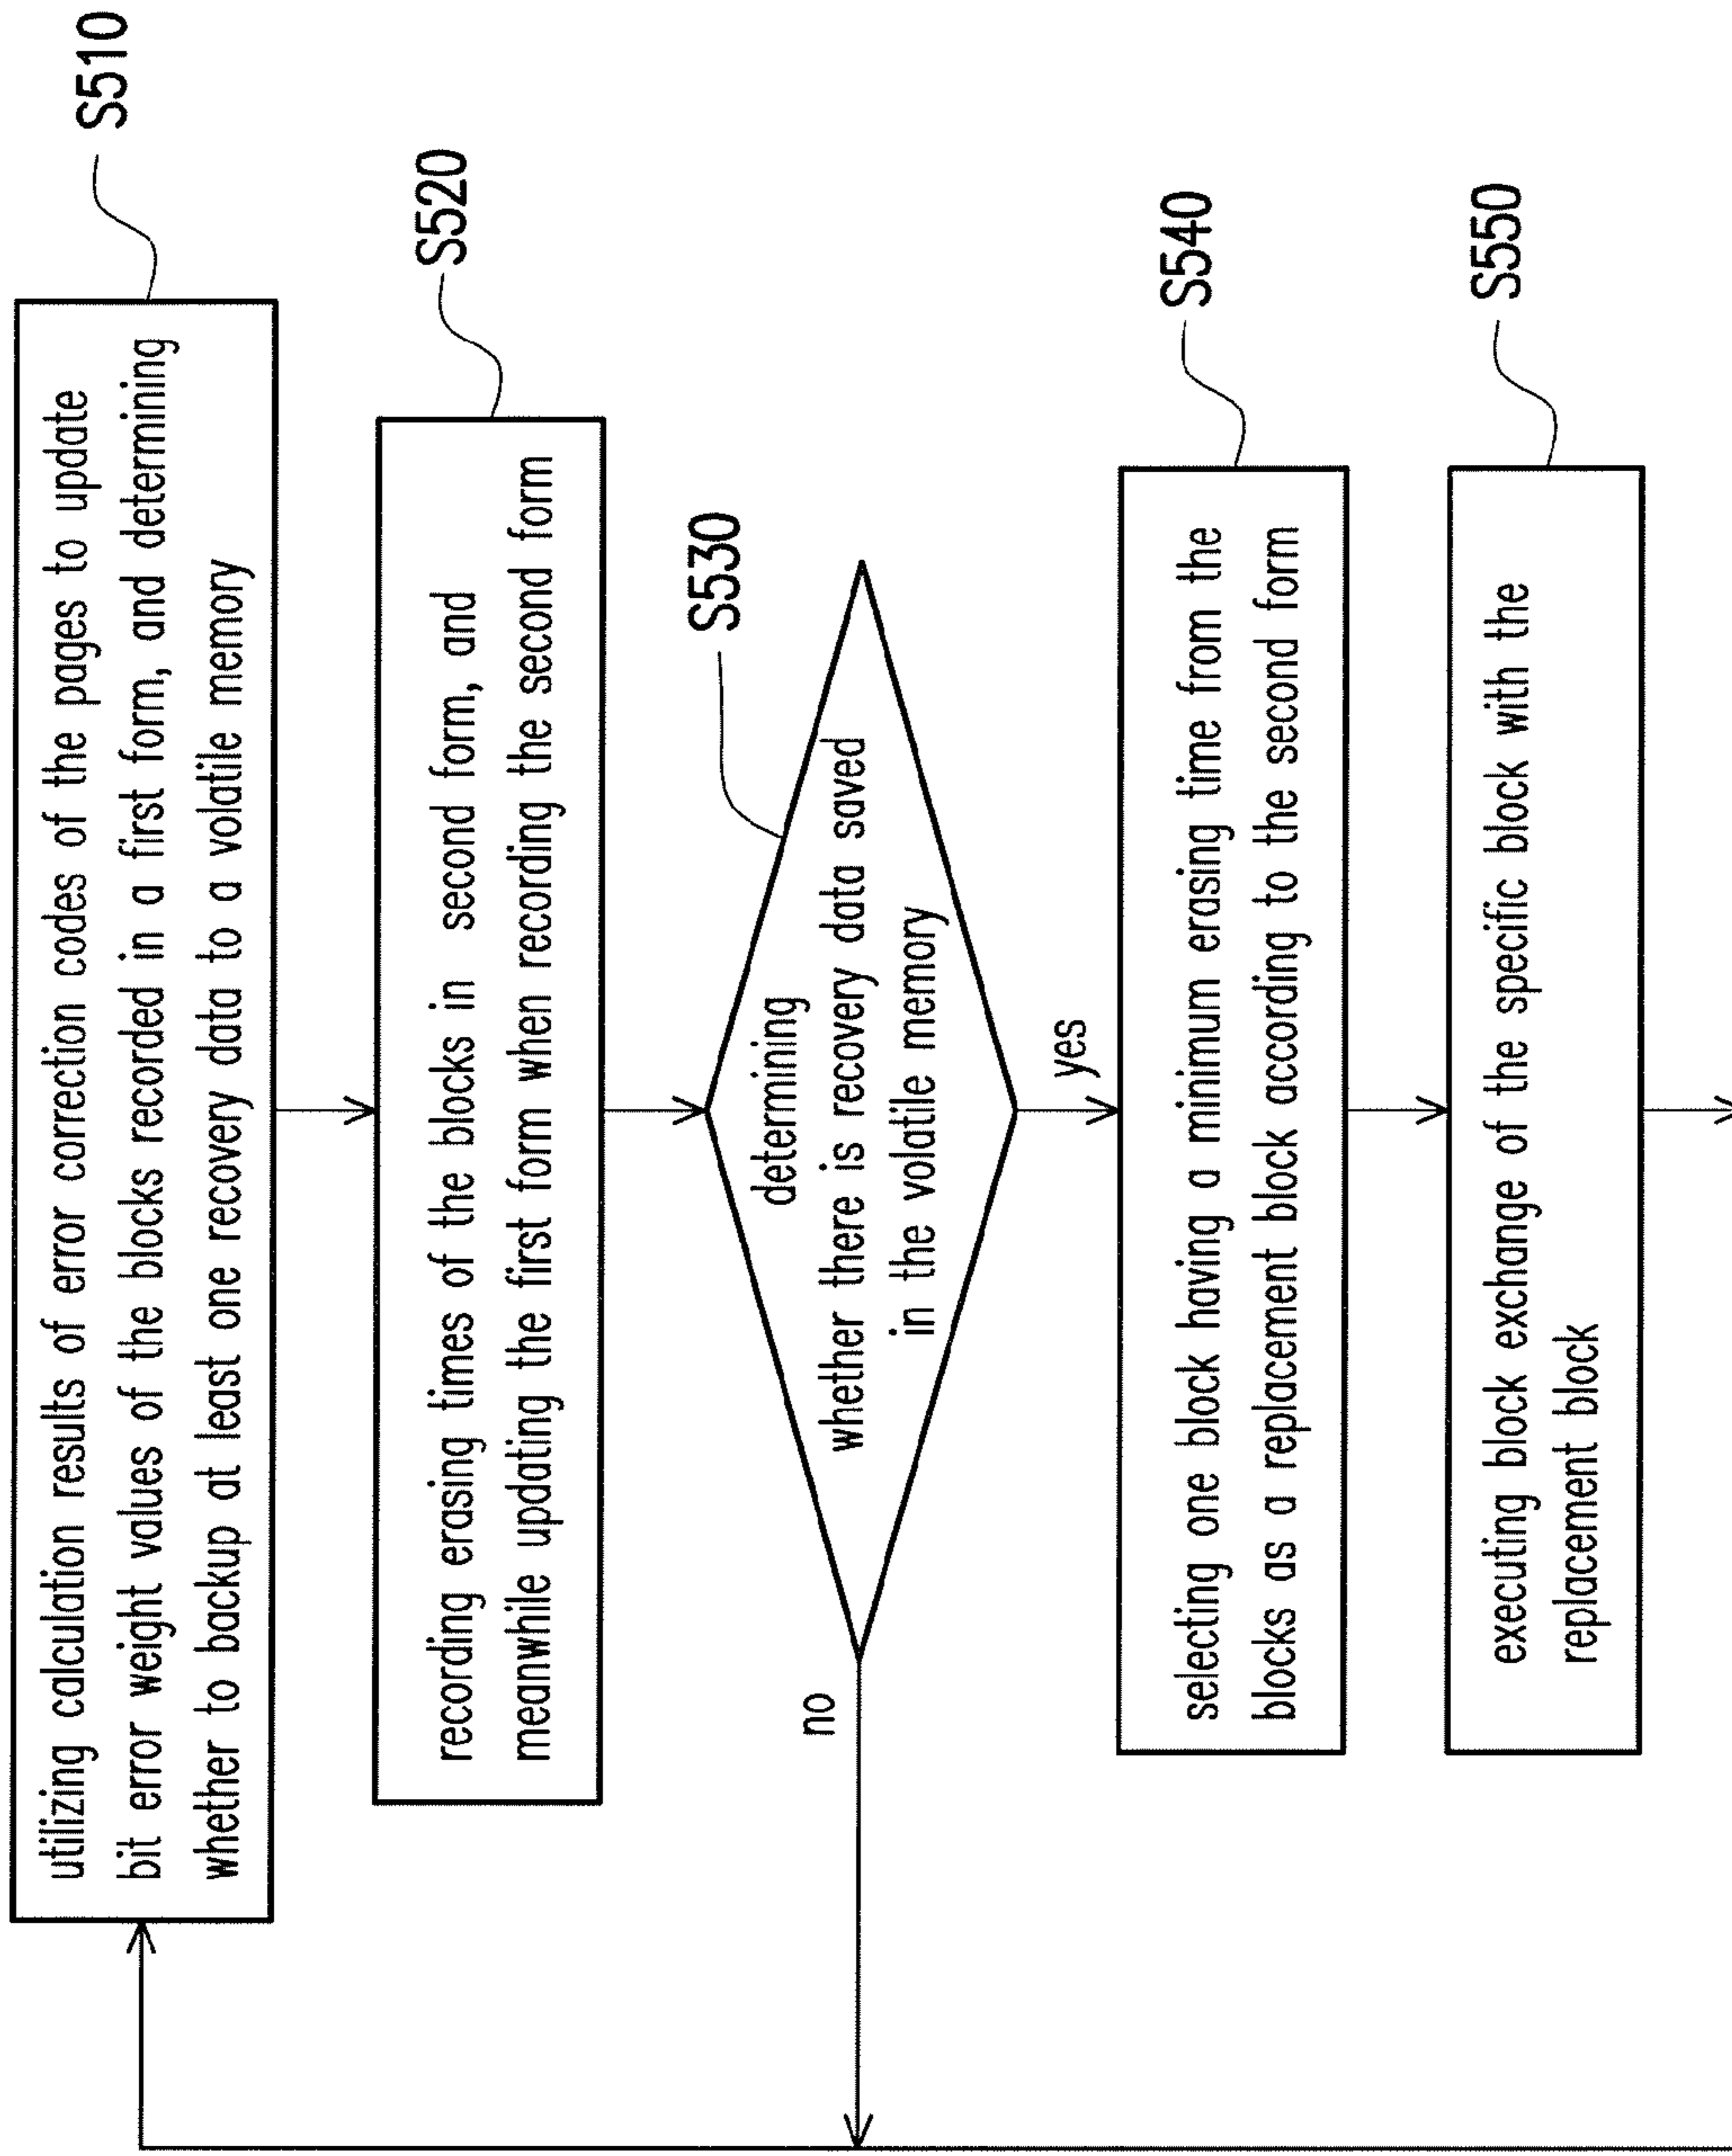 utilizing calculation results of error correction codes of the pages to update
bit error weight values of the blocks recorded in a first form, and determining
whether to backup at least one recovery data to a volatile memory
S510
recording erasing times of the blocks in second form, and
meanwhile updating the first form when recording the second form
S520
determining
whether there is recovery data saved
in the volatile memory
S530
no
yes
selecting one block having a minimum erasing time from the
blocks as a replacement block according to the second form
S540
executing block exchange of the specific block with the
replacement block
S550